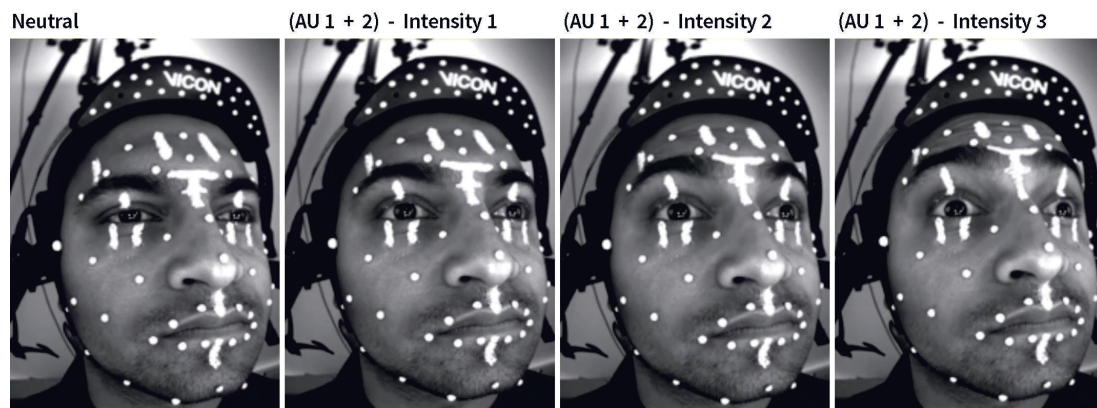 Neutral
(AU 1 + 2) - Intensity 1
(AU 1 + 2) - Intensity 2
(AU 1 + 2) - Intensity 3
VICON
VICON
VICON
VICON